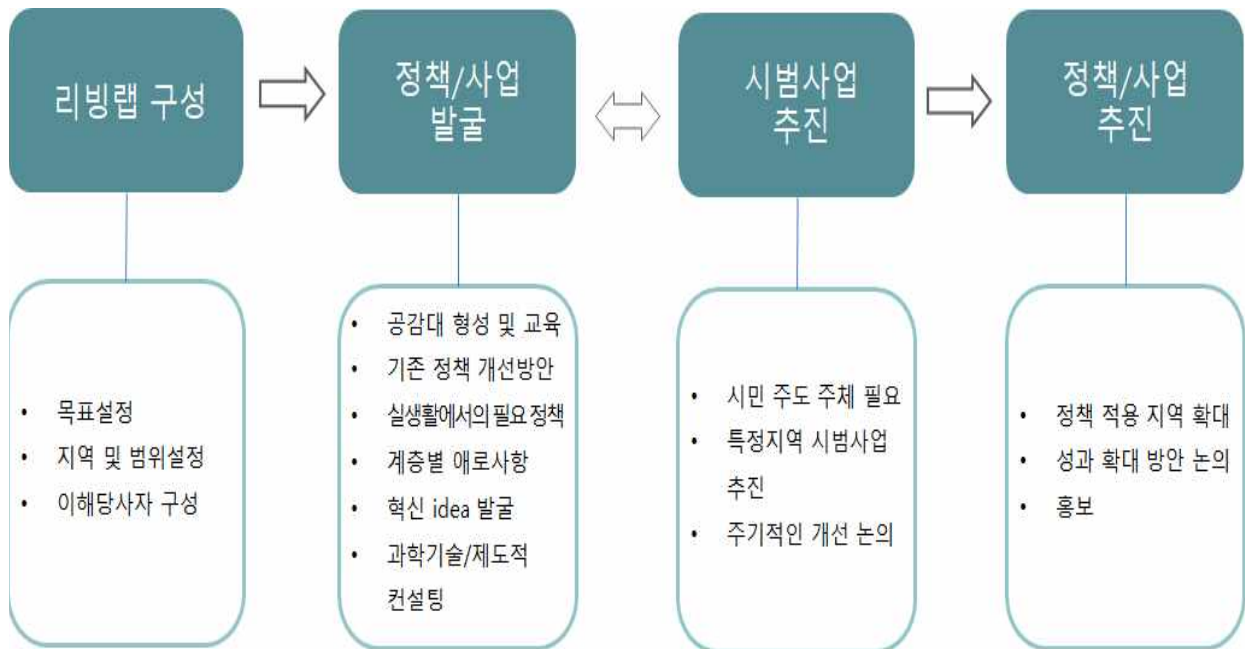 리빙랩 구성
정책/사업
발굴
시범사업
추진
정책/사업
추진
• 목표설정
• 지역 및 범위설정
• 이해당사자 구성
• 공감대 형성 및 교육
• 기존 정책 개선방안
• 실생활에서의 필요 정책
• 계층별 애로사항
• 혁신 idea 발굴
• 과학기술/제도적
컨설팅
• 시민 주도 주체 필요
• 특정지역 시범사업
추진
• 주기적인 개선 논의
• 정책 적용 지역 확대
• 성과 확대 방안 논의
• 홍보